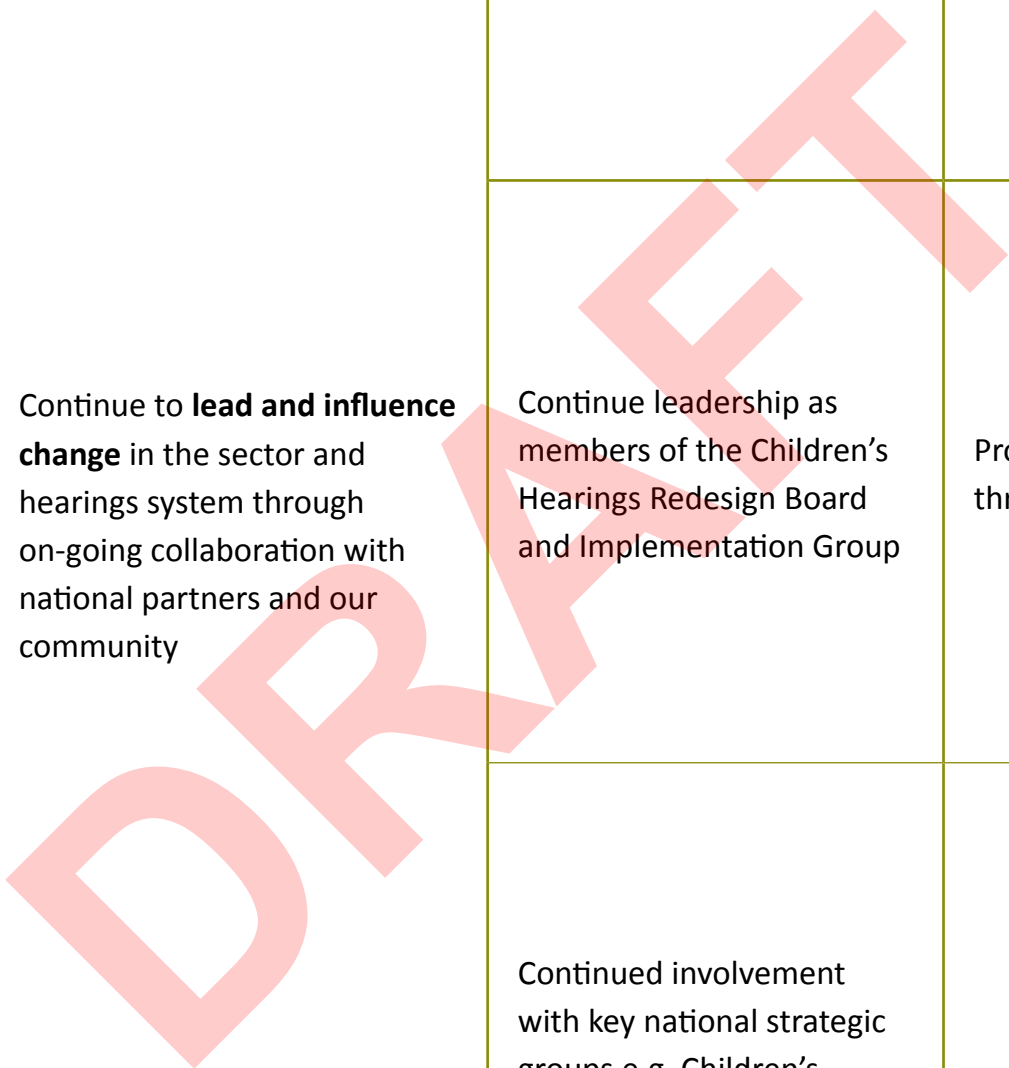 Continue to lead and influence
change in the sector and
hearings system through
on-going collaboration with
national partners and our
community
Continue leadership as
members of the Children’s
Hearings Redesign Board
and Implementation Group
Continued involvement
with key national strategic
groups e.g. Children’s
DRAFT